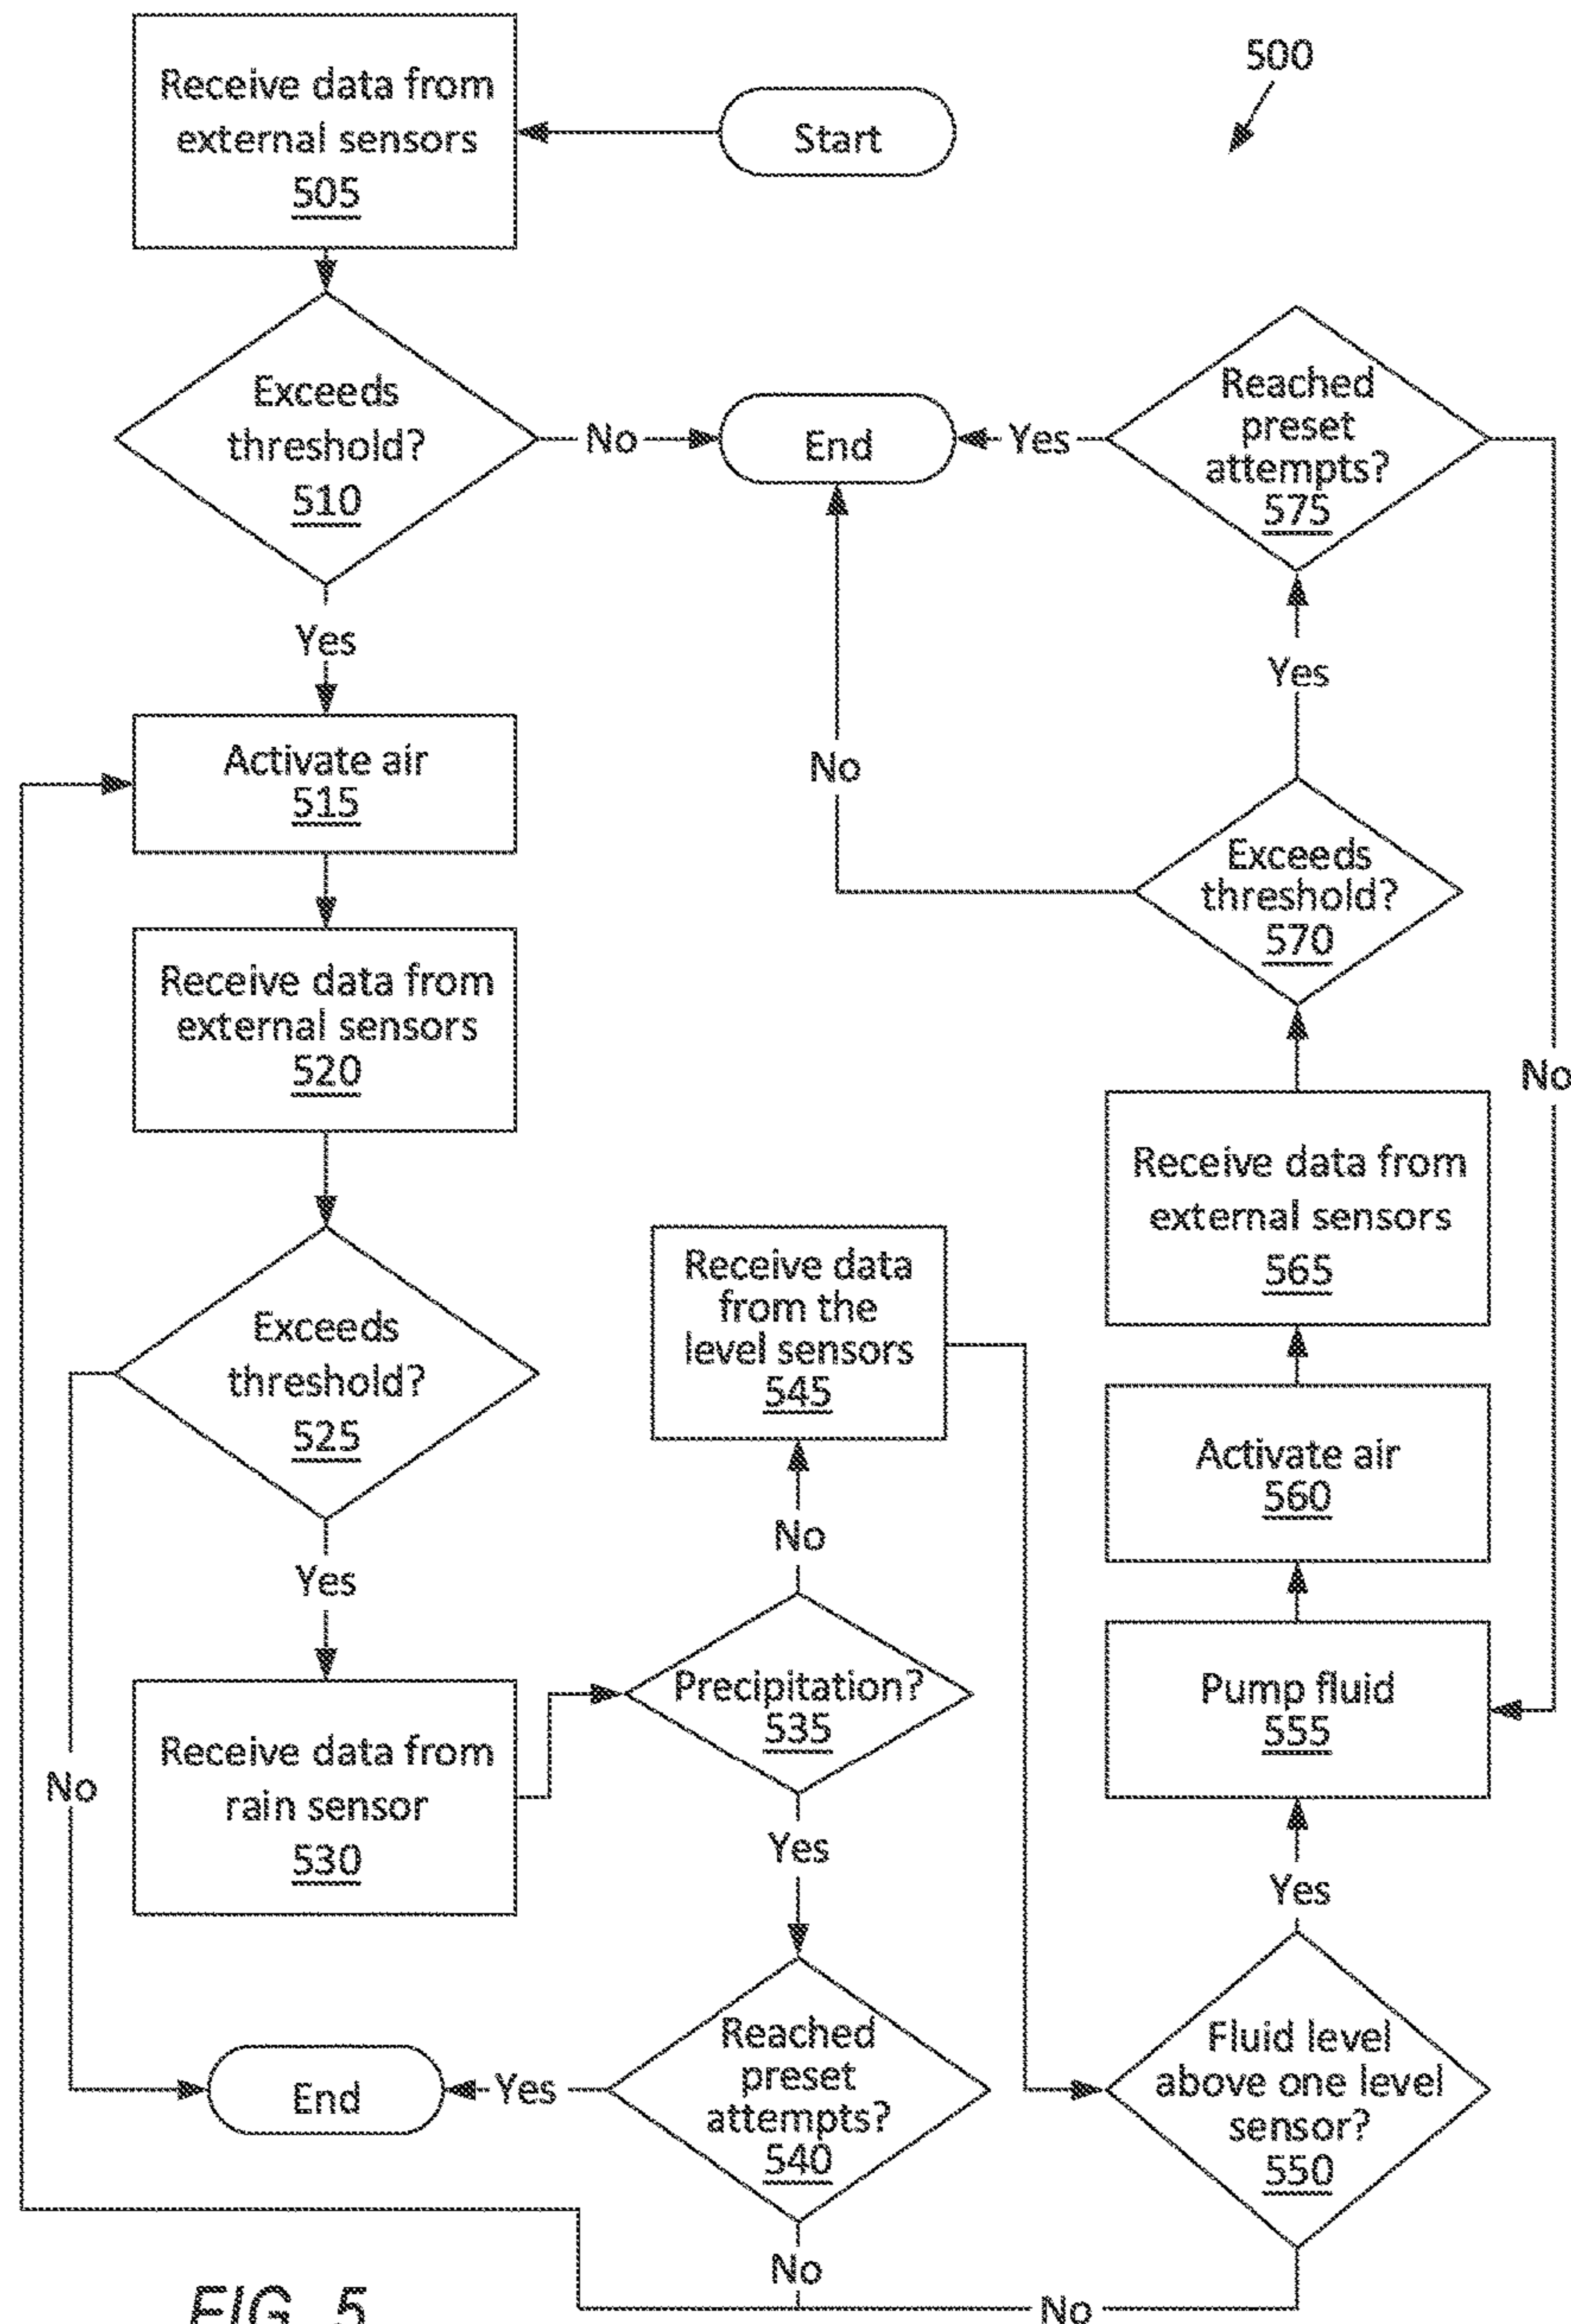 500
Start
Receive data from
external sensors
505
Exceeds
threshold?
510
No
End
Yes
Activate air
515
Receive data from
external sensors
520
Exceeds
threshold?
525
No
Yes
Receive data from
rain sensor
530
Precipitation?
535
No
Yes
Receive data
from the
level sensors
545
Reached
preset
attempts?
540
Yes
End
No
Fluid level
above one level
sensor?
550
No
Yes
Pump fluid
555
Activate air
560
Receive data from
external sensors
565
Exceeds
threshold?
570
No
Yes
Reached
preset
attempts?
575
Yes
No
FIG. 5